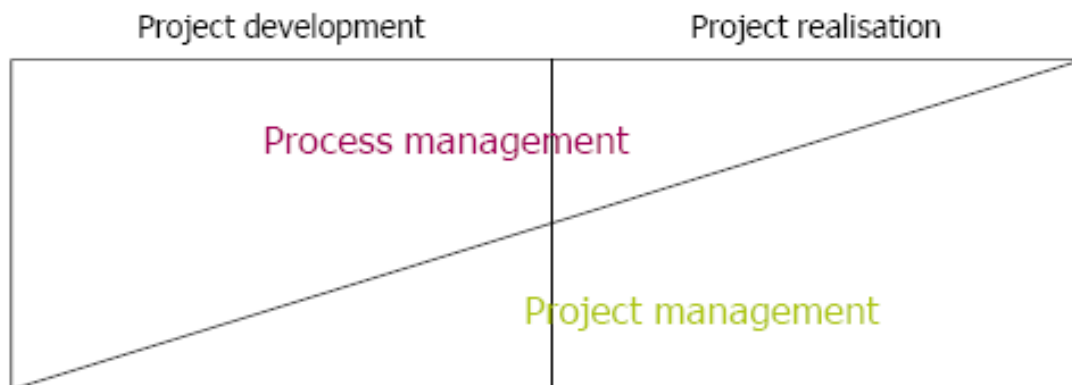 Project development
Project realisation
Process management
Project management